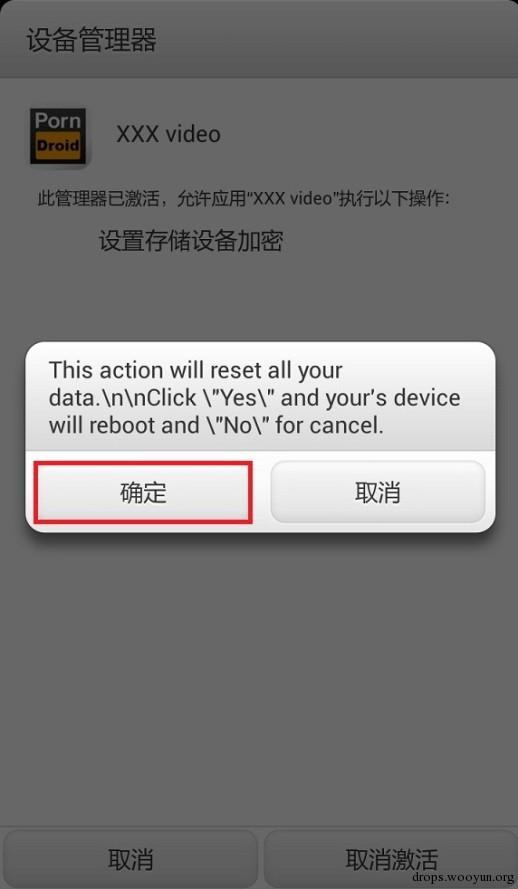 设备管理器
Porn
Droid
XXX video
此管理器已激活，允许应用“XXX video”执行以下操作：
设置存储设备加密
This action will reset all your
data.\n\nClick \"Yes\" and your's device
will reboot and \"No\" for cancel.
确定
取消
取消
取消激活
drops.wooyun.org